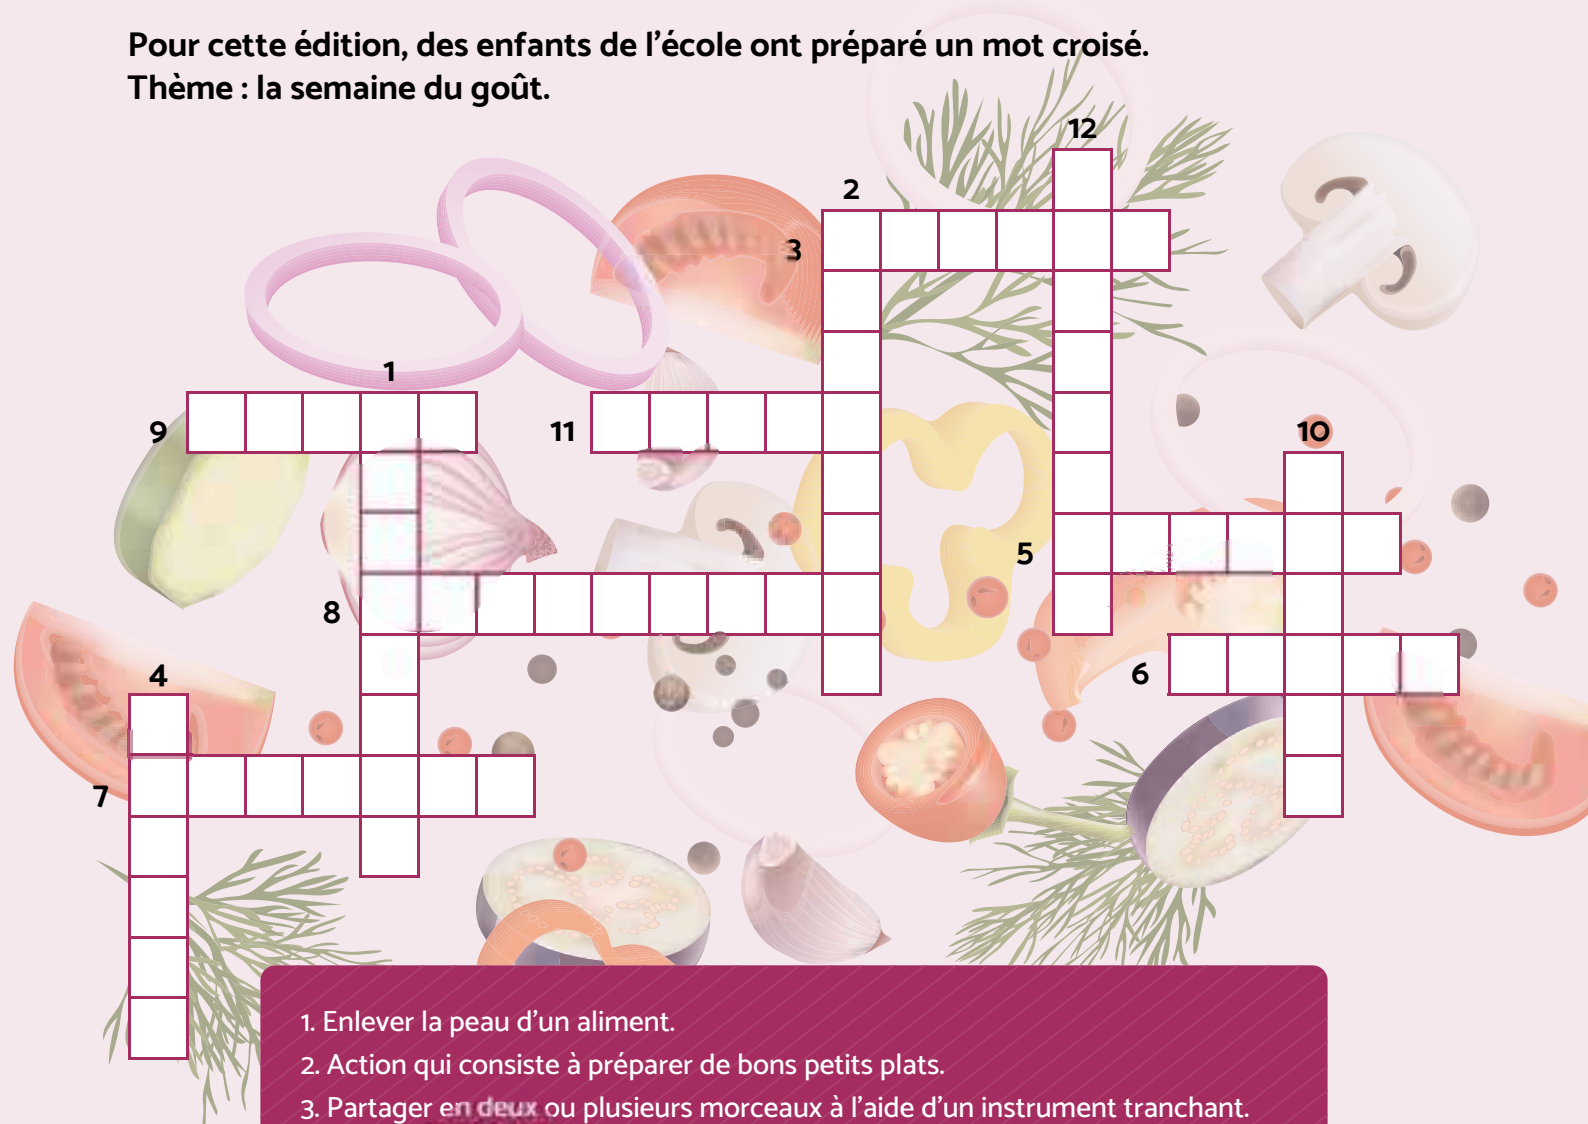 Pour cette édition, des enfants de l'école ont préparé un mot croisé.
Thème : la semaine du goût.
12
2
3
1
9
11
10
5
8
6
4
7
1. Enlever la peau d'un aliment.
2. Action qui consiste à préparer de bons petits plats.
3. Partager en deux ou plusieurs morceaux à l'aide d'un instrument tranchant.